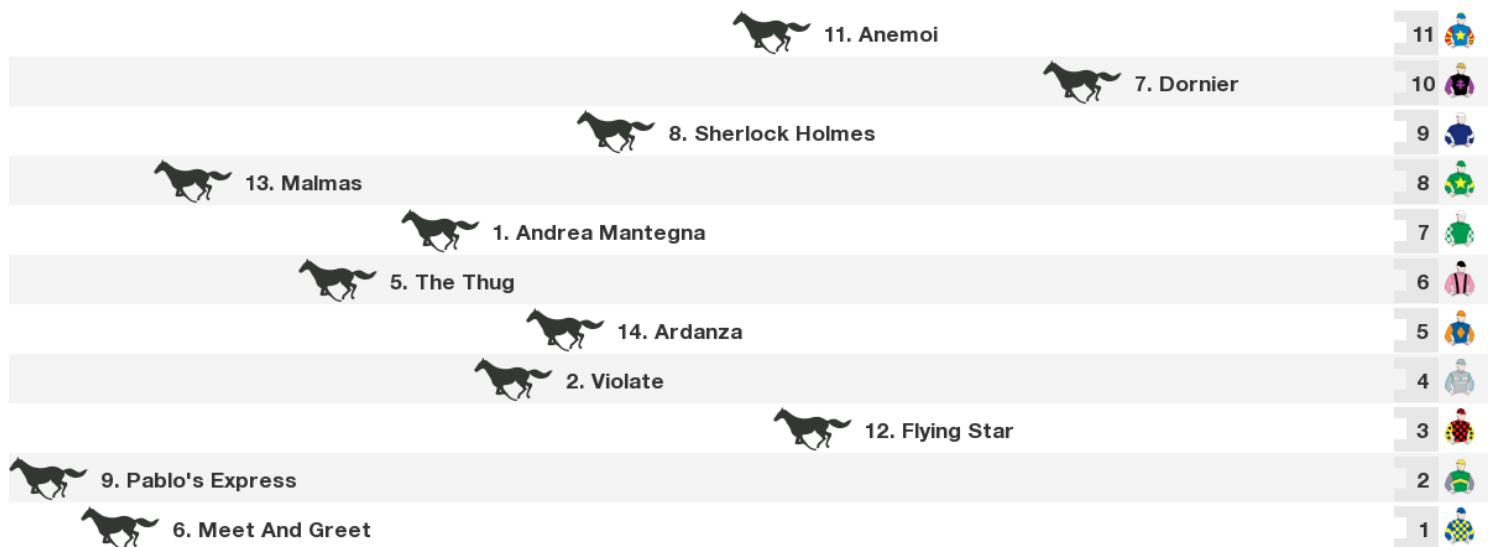 11. Anemoi 11
7. Dornier 10
8. Sherlock Holmes 9
13. Malmas 8
1. Andrea Mantegna 7
5. The Thug 6
14. Ardanza 5
2. Violate 4
12. Flying Star 3
9. Pablo's Express 2
6. Meet And Greet 1